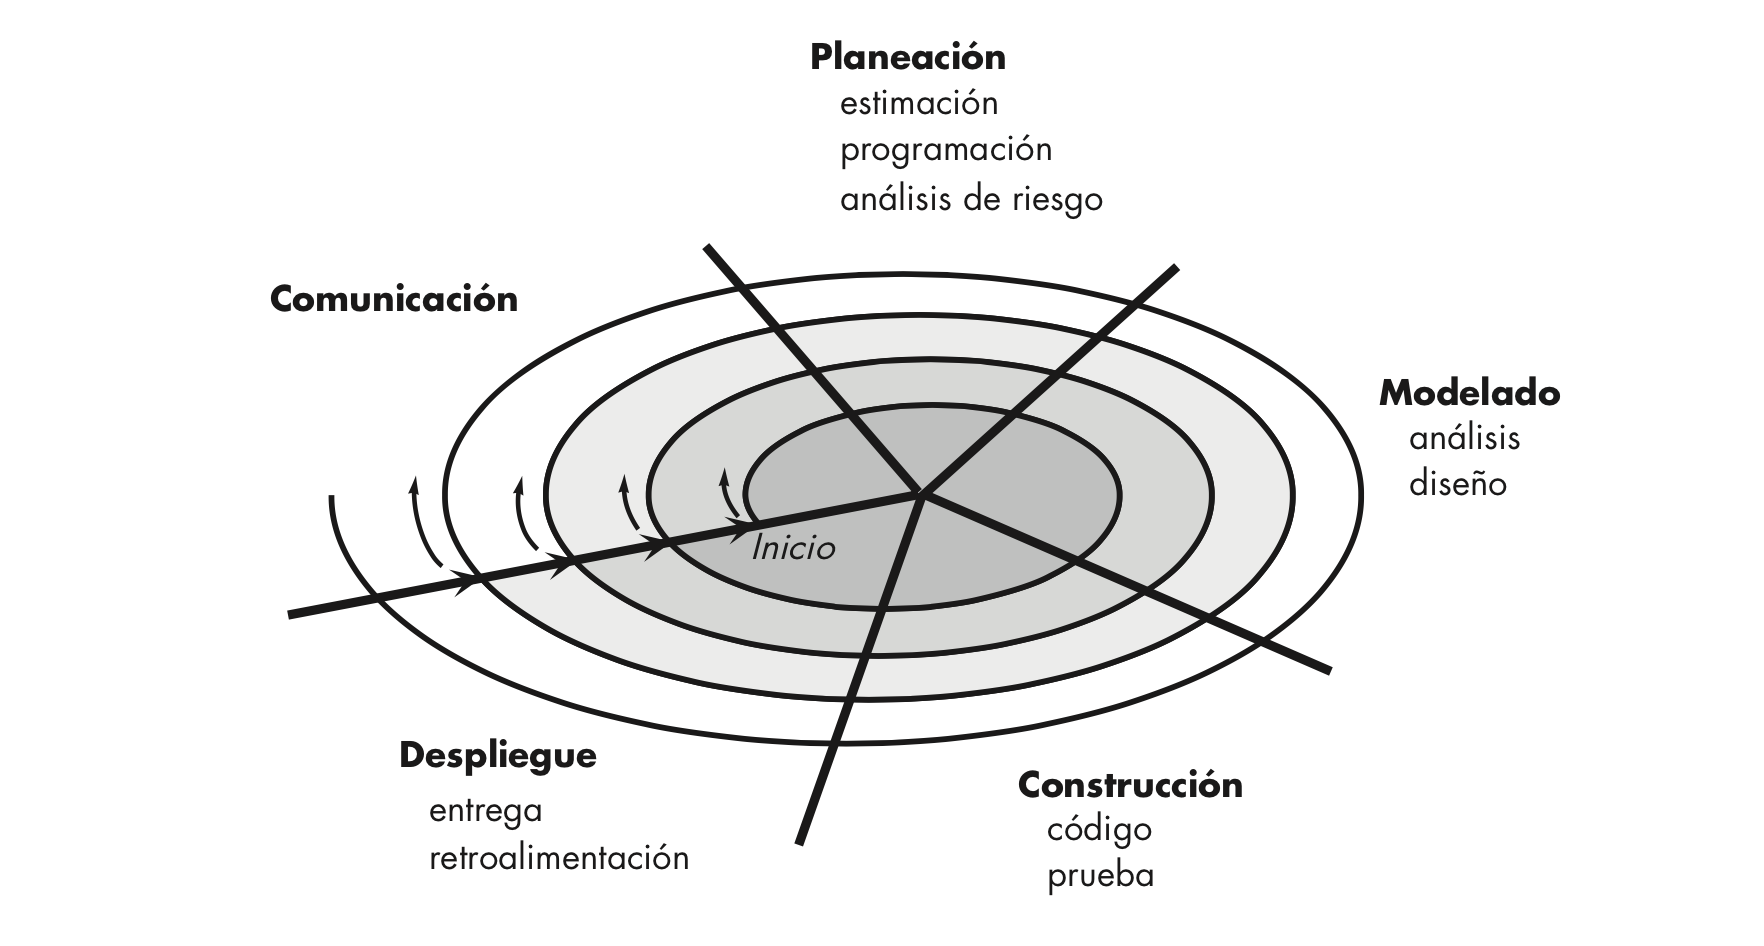 Planeación
estimación
programación
análisis de riesgo
Comunicación
Modelado
análisis
diseño
Inicio
Despliegue
entrega
retroalimentación
Construcción
código
prueba